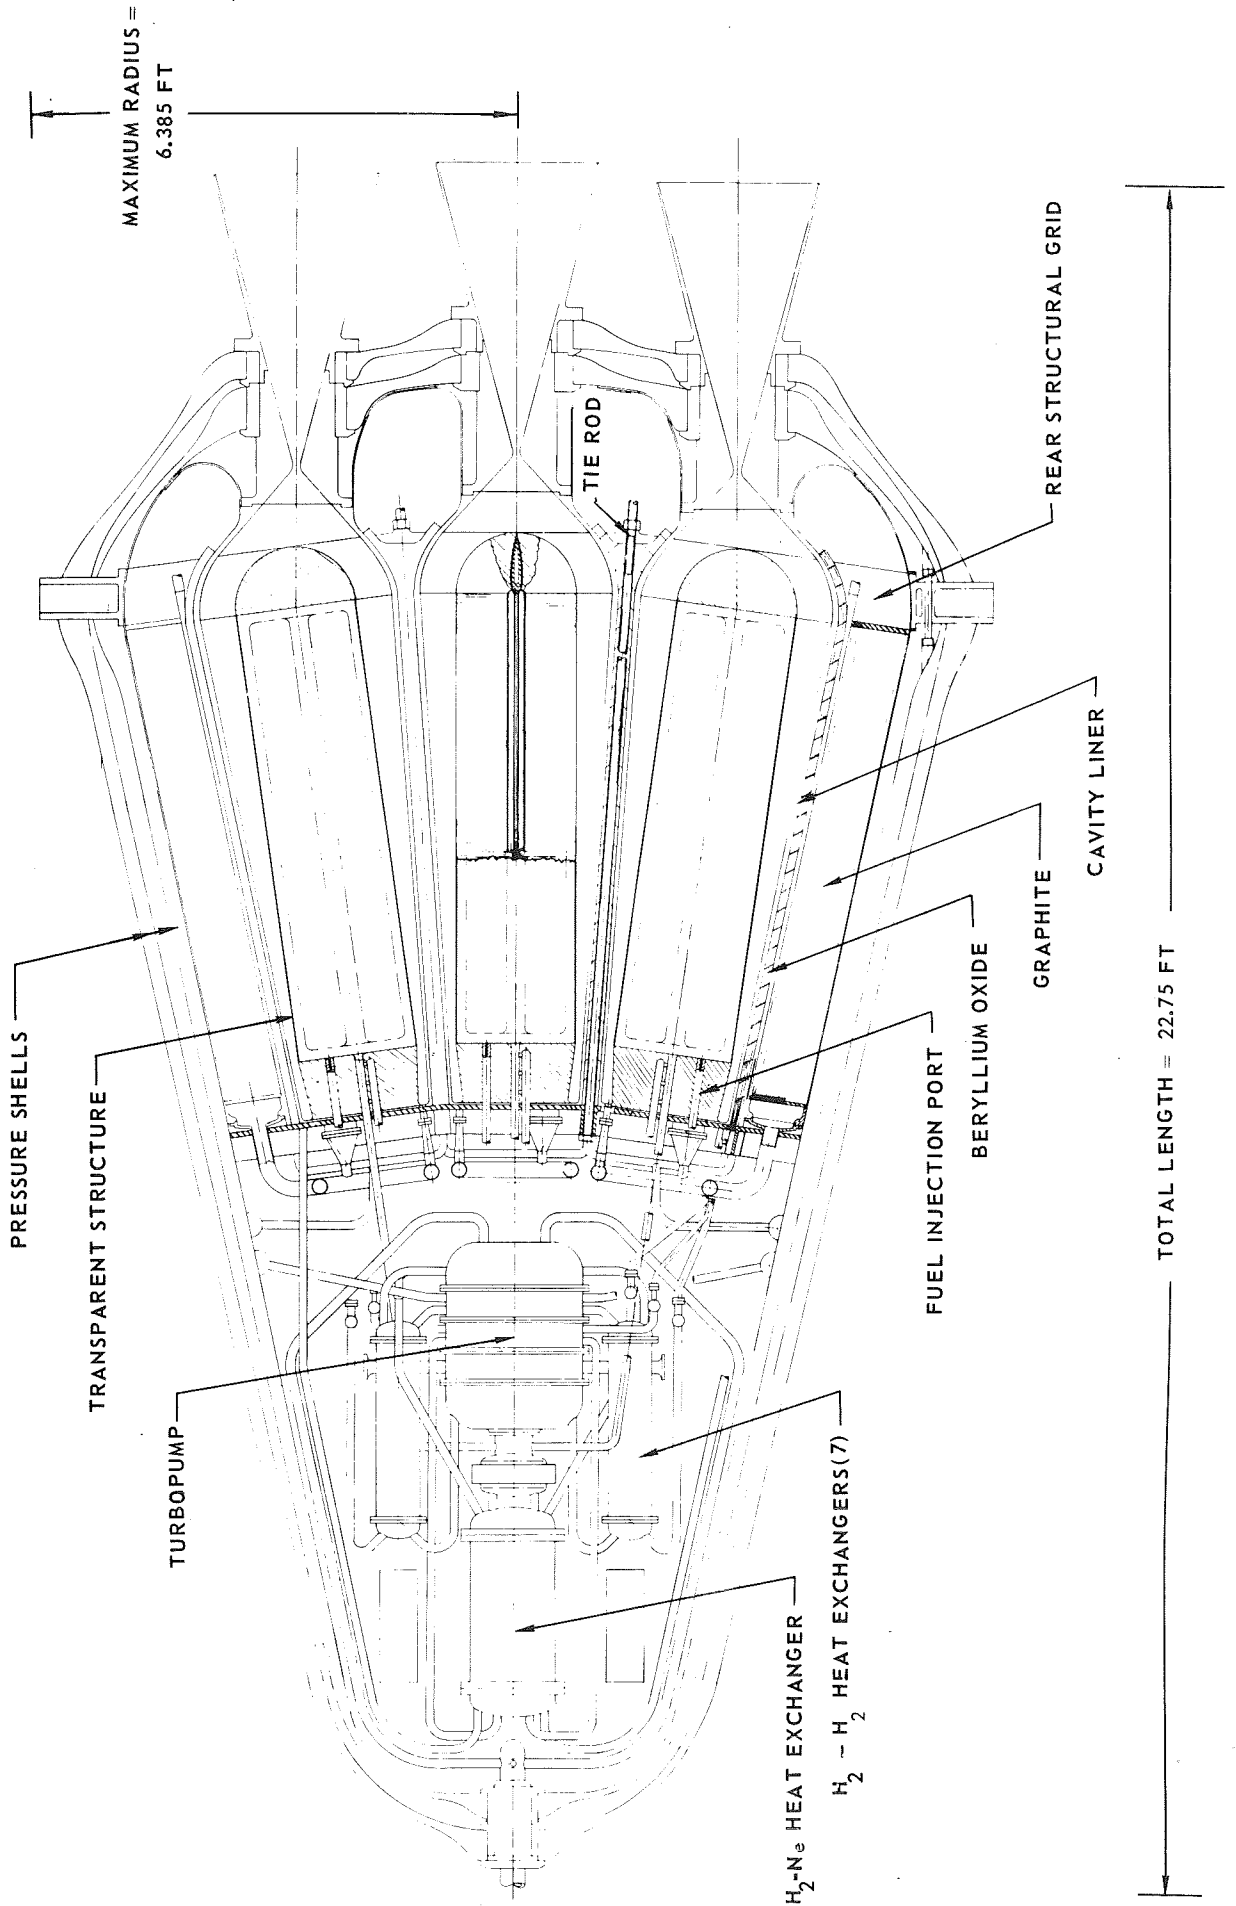 MAXIMUM RADIUS =
6.385 FT
PRESSURE SHELLS
TRANSPARENT STRUCTURE
TURBOPUMP
TIE ROD
H2-Ne HEAT EXCHANGER
H2 - H2 HEAT EXCHANGERS(7)
FUEL INJECTION PORT
BERYLLIUM OXIDE
GRAPHITE
CAVITY LINER
REAR STRUCTURAL GRID
TOTAL LENGTH = 22.75 FT